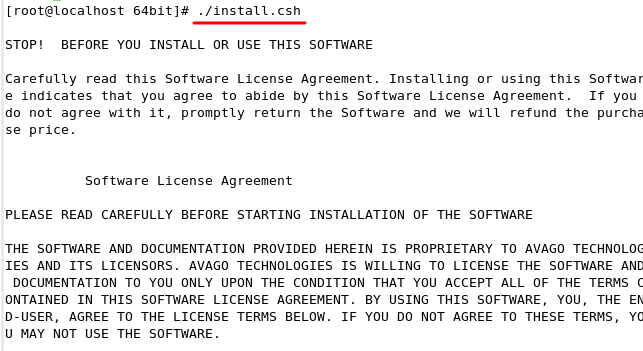 [root@localhost 64bit]# ./install.csh
STOP!  BEFORE YOU INSTALL OR USE THIS SOFTWARE
Carefully read this Software License Agreement. Installing or using this Softwar
e indicates that you agree to abide by this Software License Agreement.  If you
do not agree with it, promptly return the Software and we will refund the purcha
se price.
Software License Agreement
PLEASE READ CAREFULLY BEFORE STARTING INSTALLATION OF THE SOFTWARE
THE SOFTWARE AND DOCUMENTATION PROVIDED HEREIN IS PROPRIETARY TO AVAGO TECHNOLOG
IES AND ITS LICENSORS. AVAGO TECHNOLOGIES IS WILLING TO LICENSE THE SOFTWARE AND
DOCUMENTATION TO YOU ONLY UPON THE CONDITION THAT YOU ACCEPT ALL OF THE TERMS C
ONTAINED IN THIS SOFTWARE LICENSE AGREEMENT. BY USING THIS SOFTWARE, YOU, THE EN
D-USER, AGREE TO THE LICENSE TERMS BELOW. IF YOU DO NOT AGREE TO THESE TERMS, YO
U MAY NOT USE THE SOFTWARE.